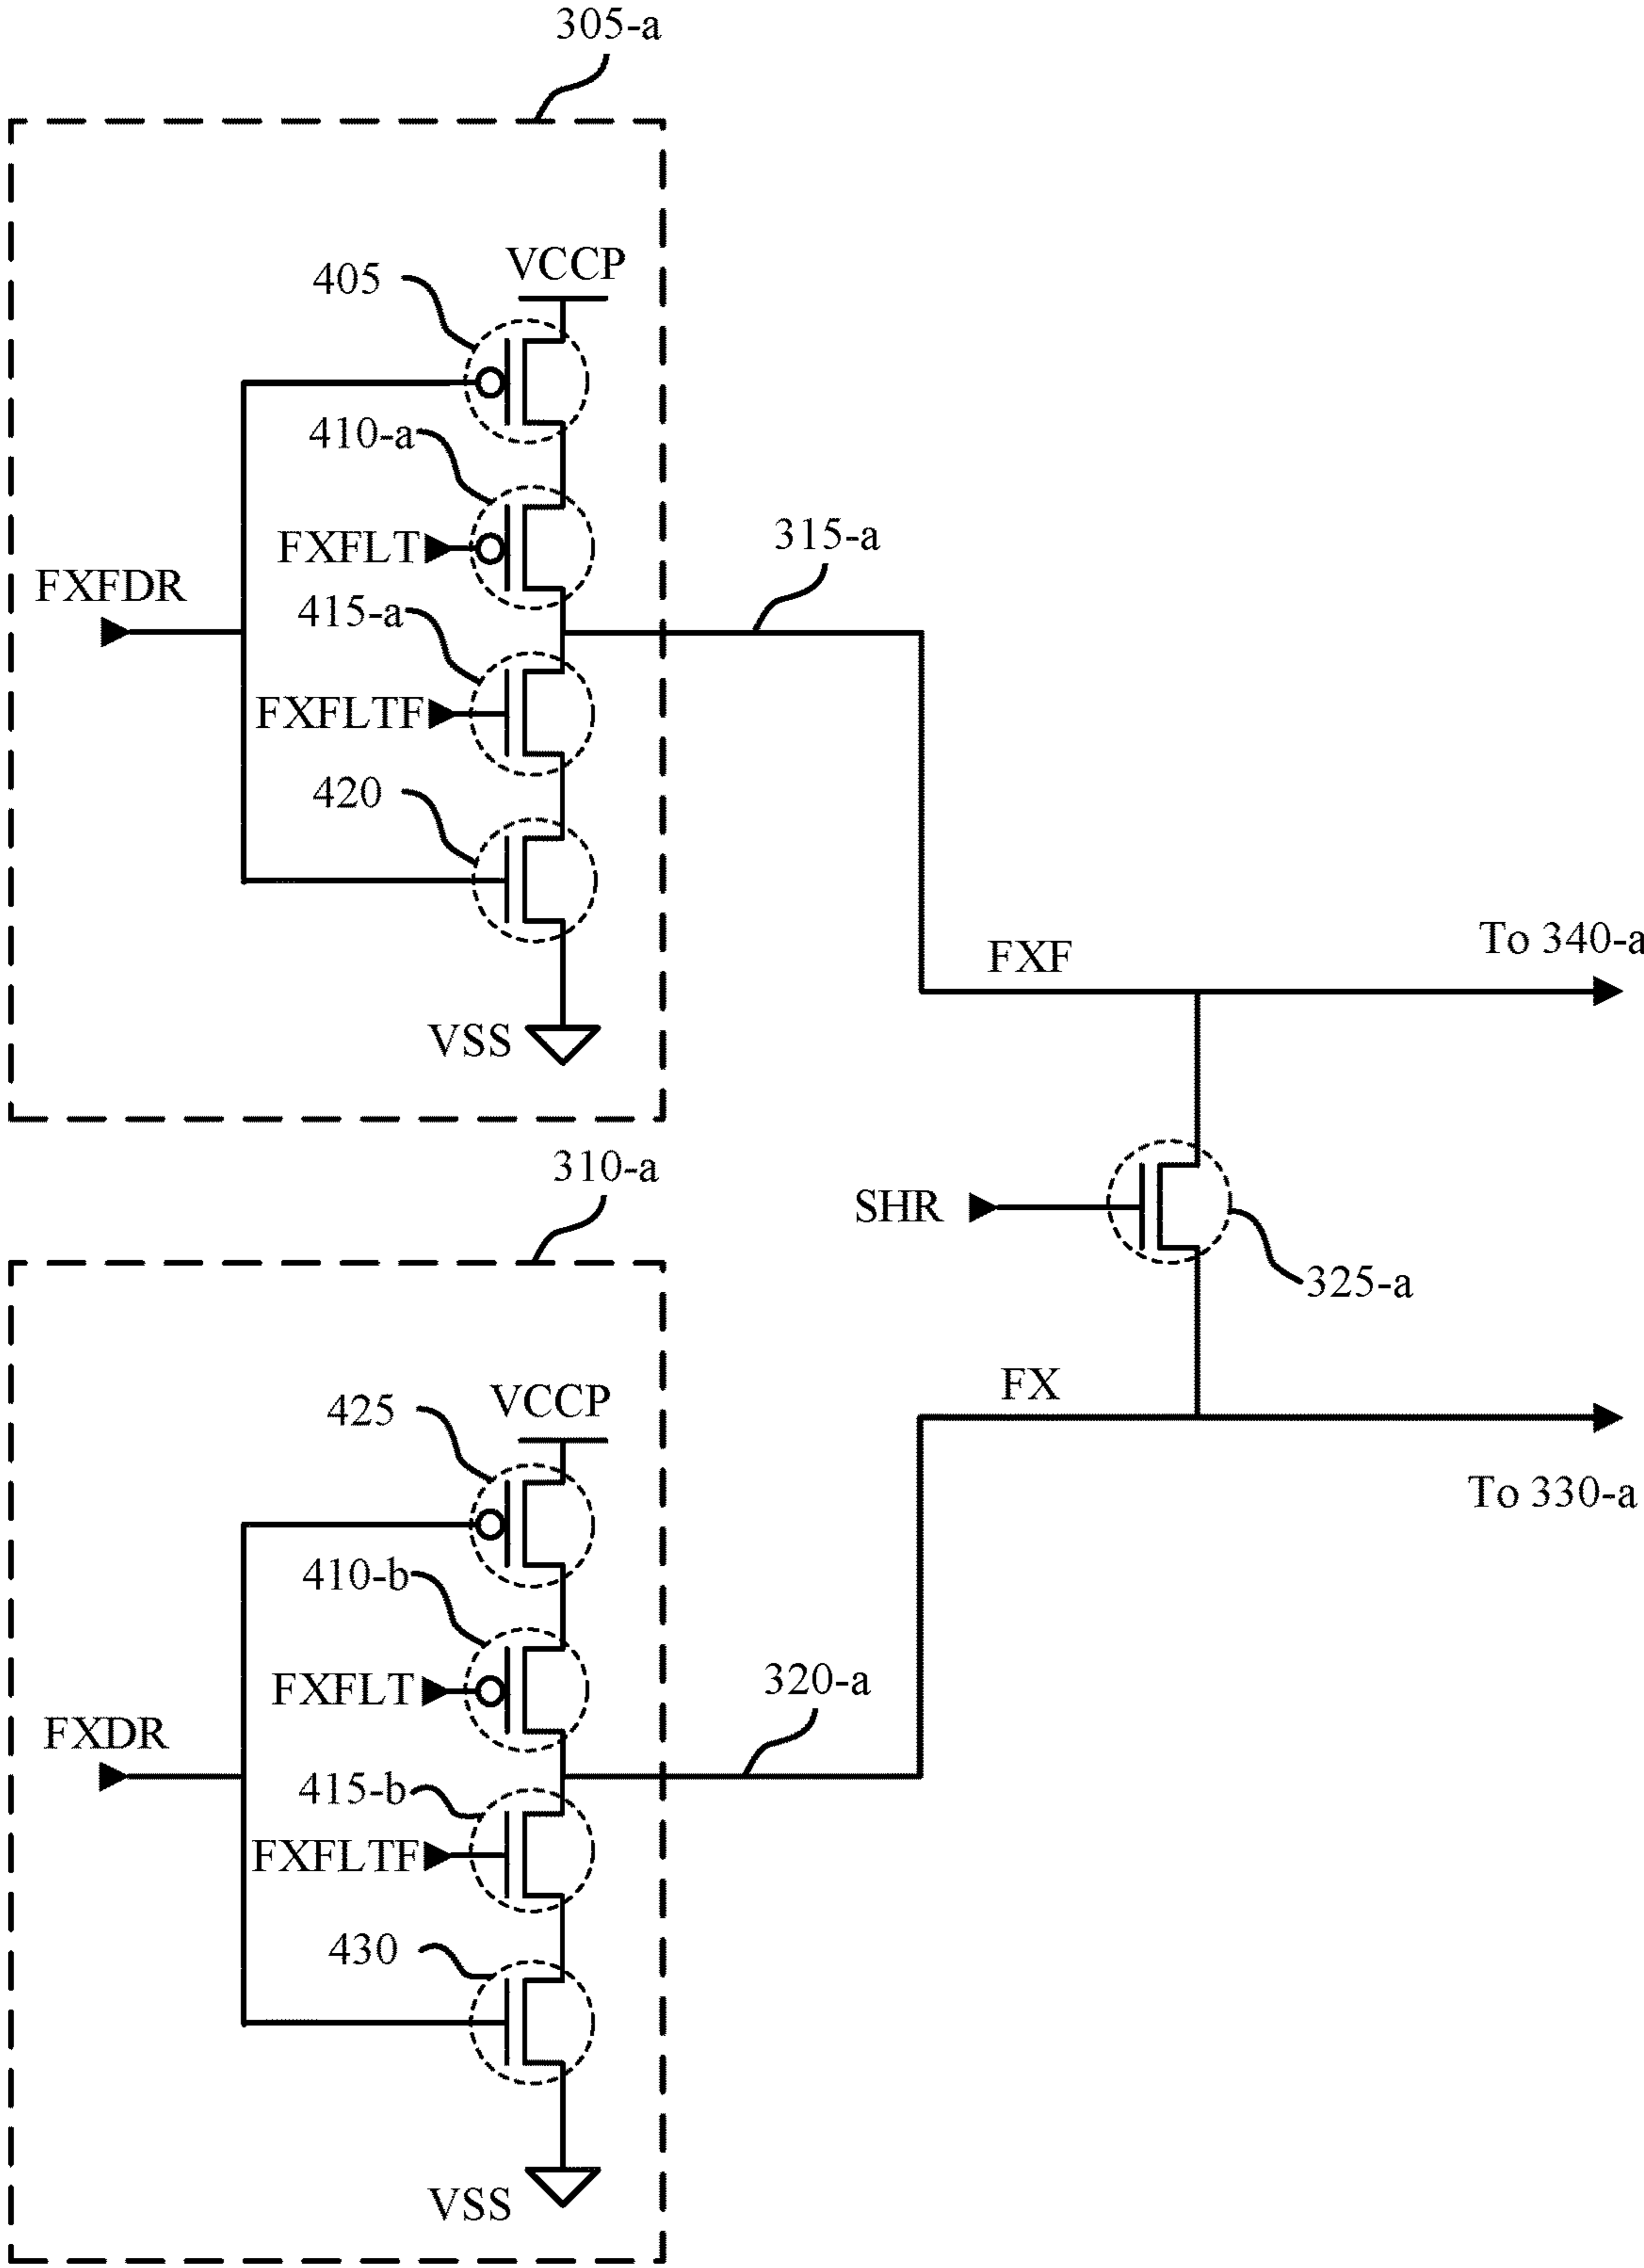 305-a
VCCP
405
410-a
FXFLT
315-a
FXFDR
415-a
FXFLTF
420
To 340-a
FXF
VSS
310-a
SHR
325-a
FX
VCCP
425
To 330-a
410-b
FXFLT
320-a
FXDR
415-b
FXFLTF
430
VSS